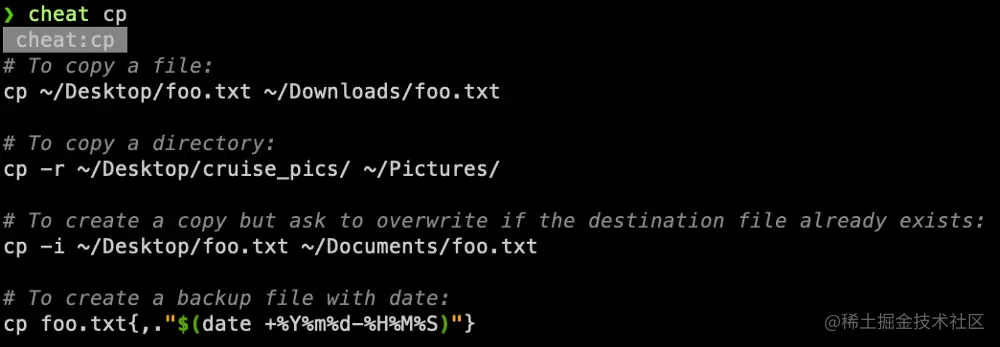 ❯ cheat cp
cheat:cp
# To copy a file:
cp ~/Desktop/foo.txt ~/Downloads/foo.txt
# To copy a directory:
cp -r ~/Desktop/cruise_pics/ ~/Pictures/
# To create a copy but ask to overwrite if the destination file already exists:
cp -i ~/Desktop/foo.txt ~/Documents/foo.txt
# To create a backup file with date:
cp foo.txt{,."$(date +%Y%m%d-%H%M%S)"}
@稀土掘金技术社区